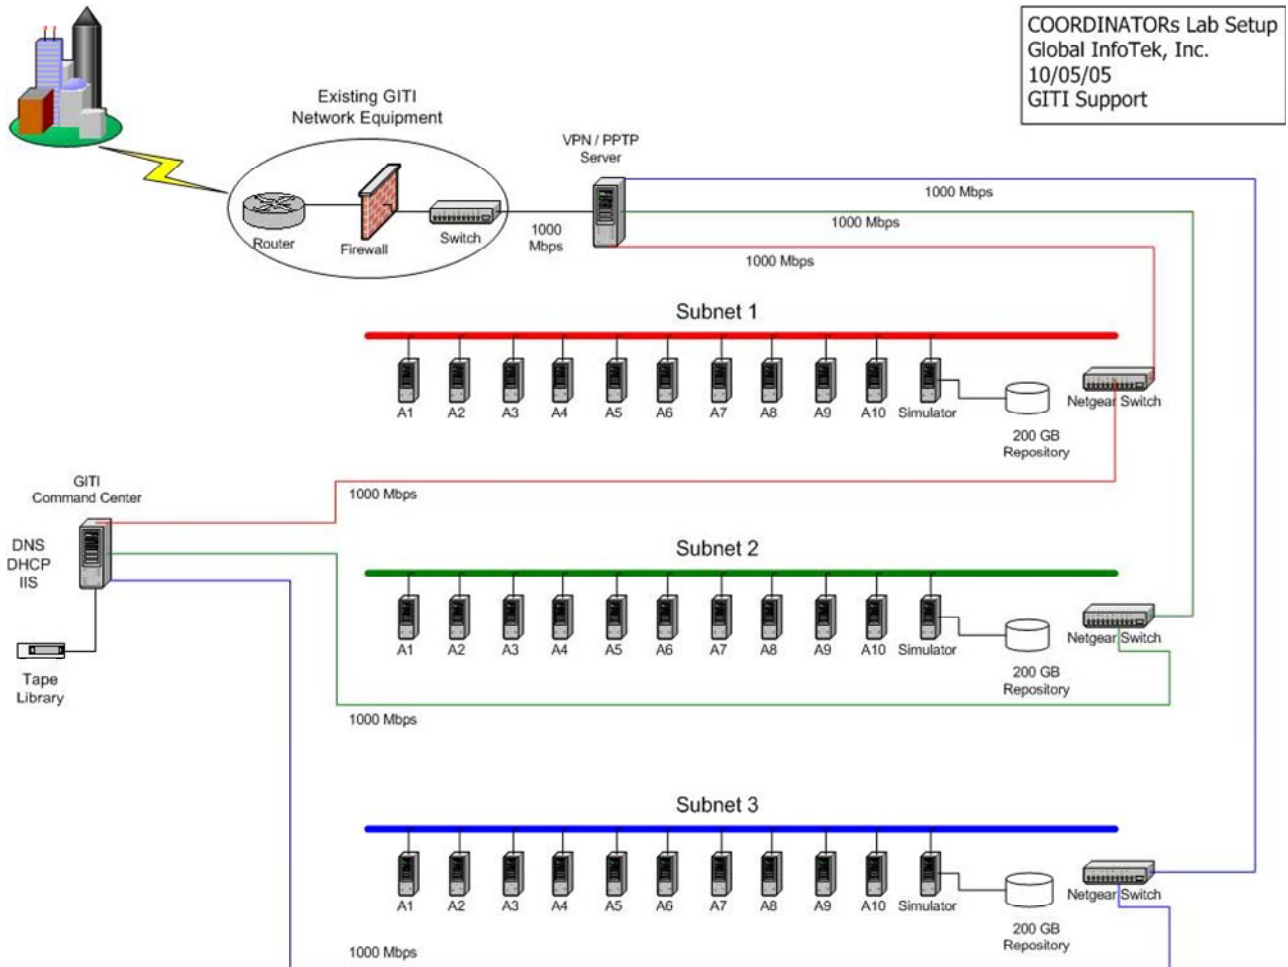 COORDINATORs Lab Setup
Global InfoTek, Inc.
10/05/05
GITI Support
Existing GITI
Network Equipment
VPN / PPTP
Server
Router
Firewall
Switch
1000
Mbps
1000 Mbps
1000 Mbps
1000 Mbps
Subnet 1
A1 A2 A3 A4 A5 A6 A7 A8 A9 A10 Simulator
200 GB
Repository
Netgear Switch
1000 Mbps
GITI
Command Center
DNS
DHCP
IIS
Tape
Library
Subnet 2
A1 A2 A3 A4 A5 A6 A7 A8 A9 A10 Simulator
200 GB
Repository
Netgear Switch
1000 Mbps
Subnet 3
A1 A2 A3 A4 A5 A6 A7 A8 A9 A10 Simulator
200 GB
Repository
Netgear Switch
1000 Mbps